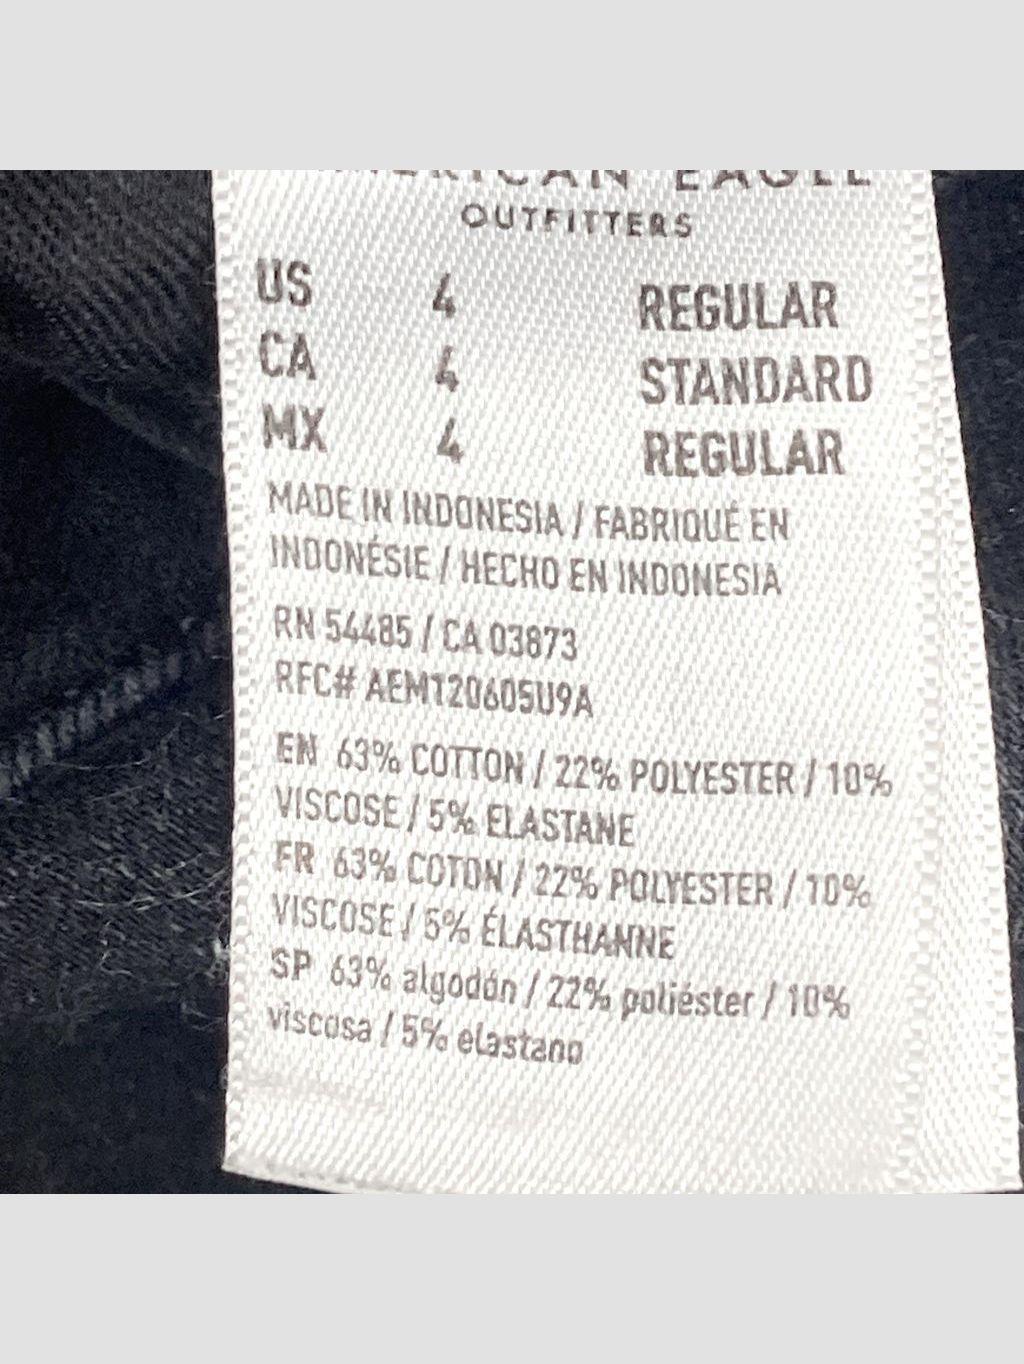 AMERICAN EAGLE
OUTFITTERS
US 4 REGULAR
CA 4 STANDARD
MX 4 REGULAR
MADE IN INDONESIA / FABRIQUÉ EN
INDONÉSIE / HECHO EN INDONESIA
RN 54485 / CA 03873
RFC# AEM120605U9A
EN 63% COTTON / 22% POLYESTER / 10%
VISCOSE / 5% ELASTANE
FR 63% COTON / 22% POLYESTER / 10%
VISCOSE / 5% ÉLASTHANNE
SP 63% algodón / 22% poliéster / 10%
viscosa / 5% elastano